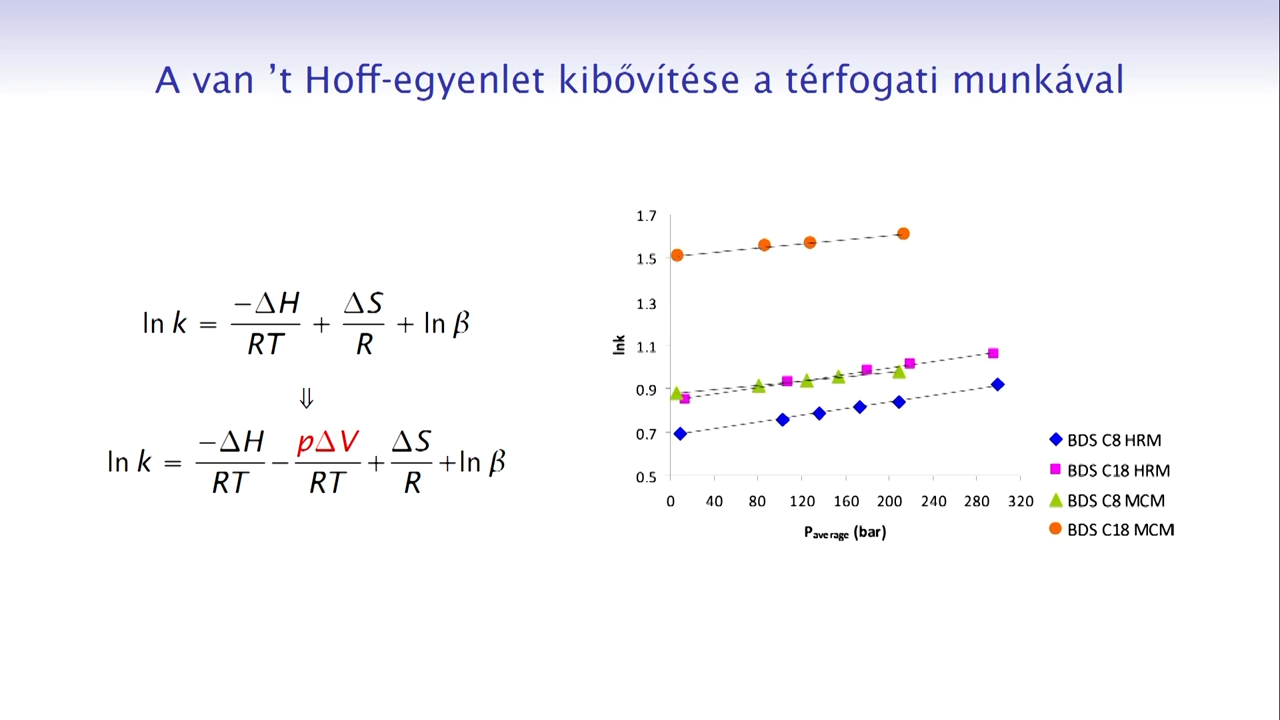 A van ’t Hoff-egyenlet kibővítése a térfogati munkával
ln k = −ΔH/RT + ΔS/R + ln β
⇓
ln k = −ΔH/RT − pΔV/RT + ΔS/R + ln β
1.7
1.5
1.3
1.1
0.9
0.7
0.5
lnk
0 40 80 120 160 200 240 280 320
Paverage (bar)
BDS C8 HRM
BDS C18 HRM
BDS C8 MCM
BDS C18 MCM